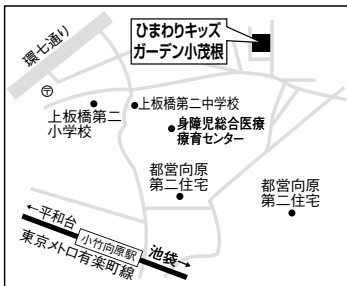 ひまわりキッズ
ガーデン小茂根
環七通り
〒
上板橋第二
小学校
上板橋第二中学校
身障児総合医療
療育センター
都営向原
第二住宅
都営向原
第二住宅
←平和台
小竹向原駅
池袋→
東京メトロ有楽町線